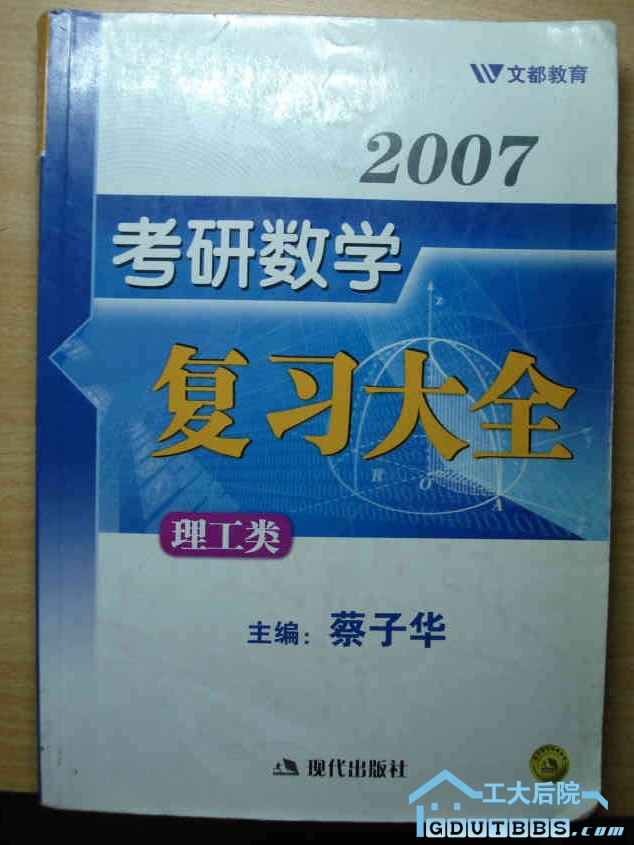 文都教育
2007
考研数学
复习大全
z
R
O
A
理工类
主编：蔡子华
现代出版社
工大后院
GDUTBBS.com